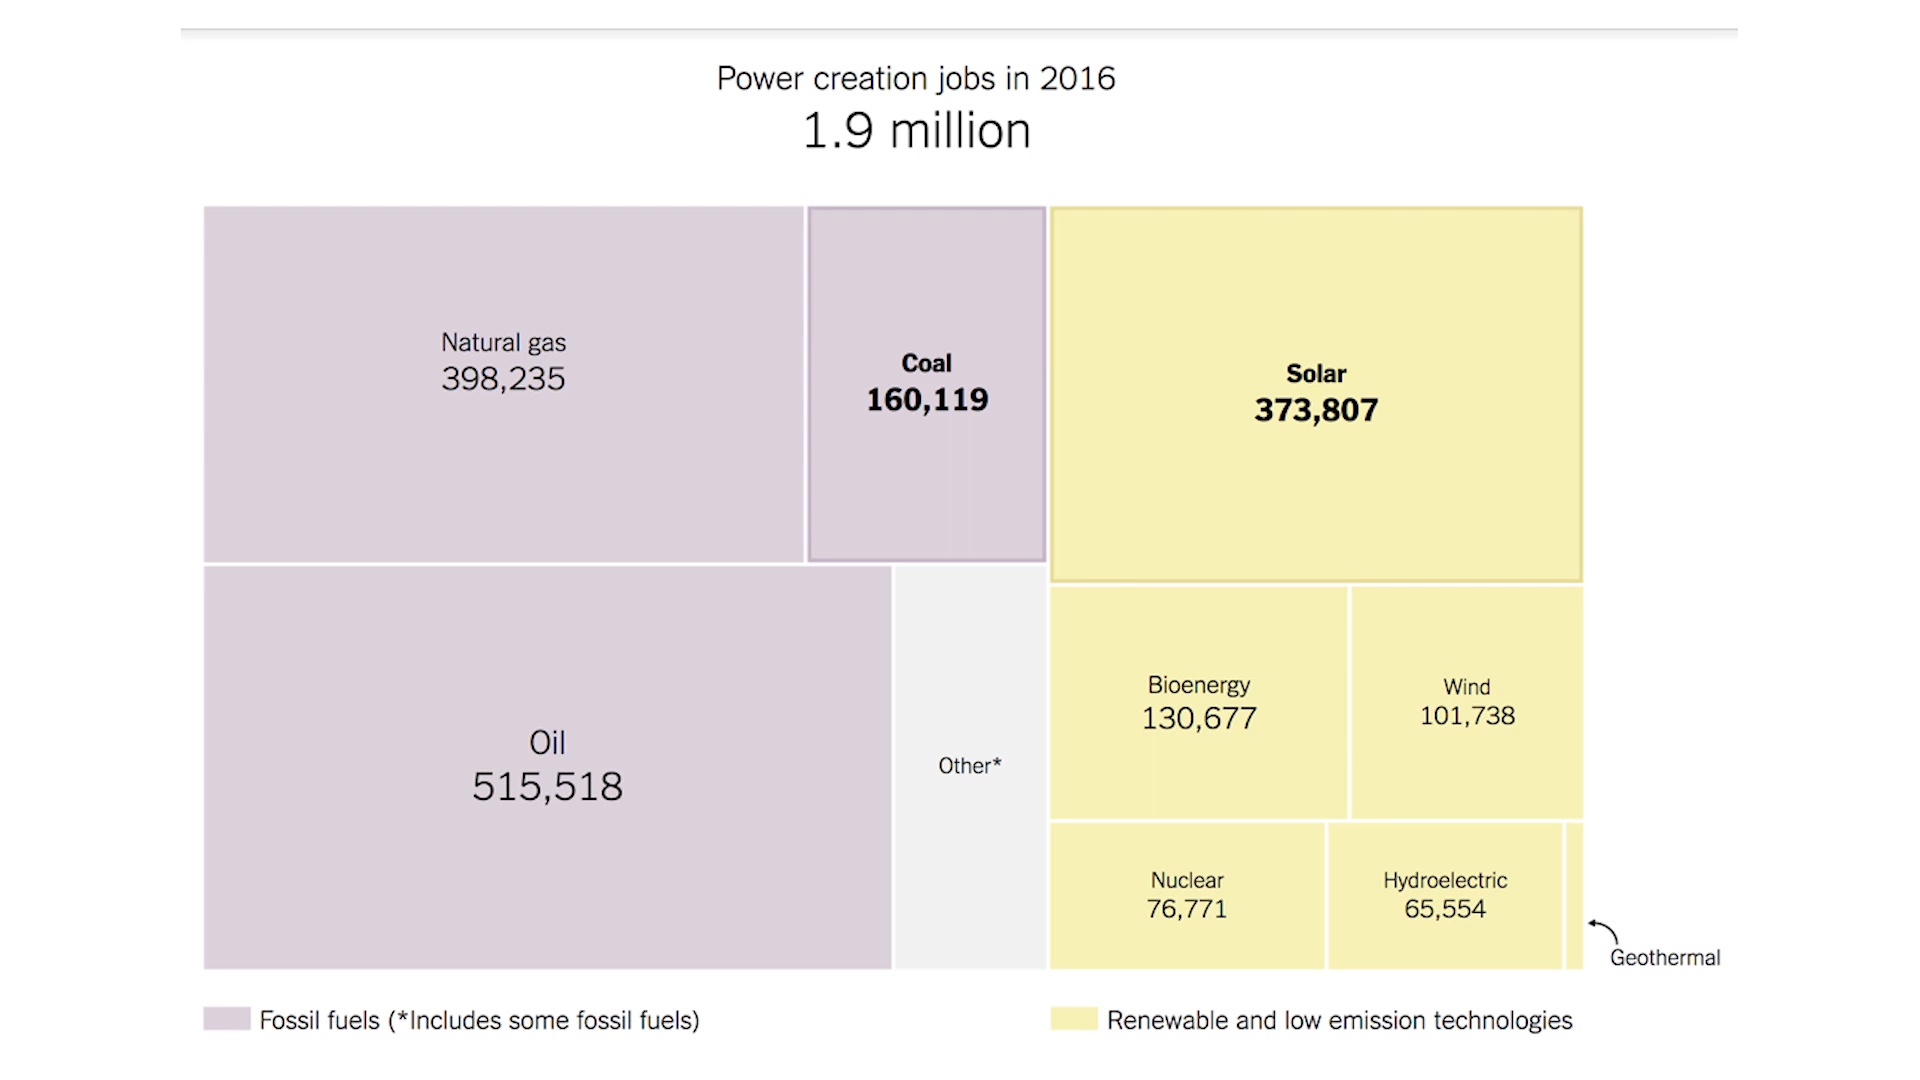 Power creation jobs in 2016
1.9 million
Natural gas
398,235
Coal
160,119
Solar
373,807
Oil
515,518
Other*
Bioenergy
130,677
Wind
101,738
Nuclear
76,771
Hydroelectric
65,554
Geothermal
Fossil fuels (*Includes some fossil fuels)
Renewable and low emission technologies